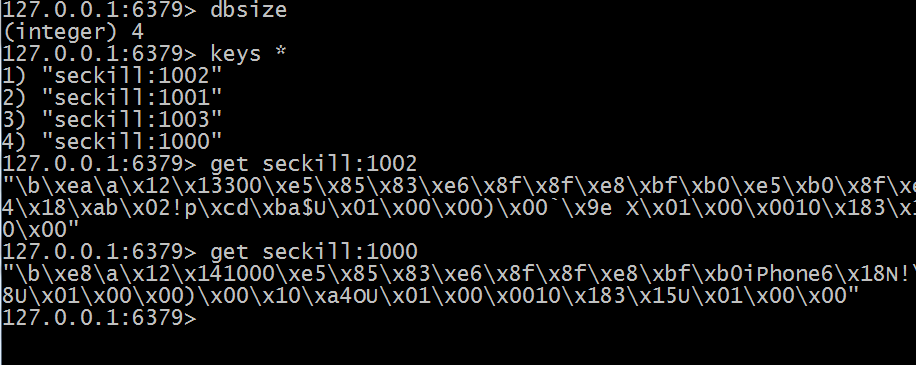 127.0.0.1:6379> dbsize
(integer) 4
127.0.0.1:6379> keys *
1) "seckill:1002"
2) "seckill:1001"
3) "seckill:1003"
4) "seckill:1000"
127.0.0.1:6379> get seckill:1002
"\b\xea\a\x12\x13300\xe5\x85\x83\xe6\x8f\x8f\xe8\xbf\xb0\xe5\xb0\x8f\xe
4\x18\xab\x02!p\xcd\xba$U\x01\x00\x00)\x00`\x9e X\x01\x00\x0010\x183\x1
0\x00"
127.0.0.1:6379> get seckill:1000
"\b\xe8\a\x12\x141000\xe5\x85\x83\xe6\x8f\x8f\xe8\xbf\xb0iPhone6\x18N!\
8U\x01\x00\x00)\x00\x10\xa4OU\x01\x00\x0010\x183\x15U\x01\x00\x00"
127.0.0.1:6379>